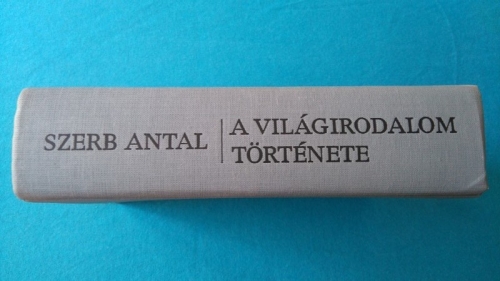 SZERB ANTAL
A VILÁGIRODALOM
TÖRTÉNETE